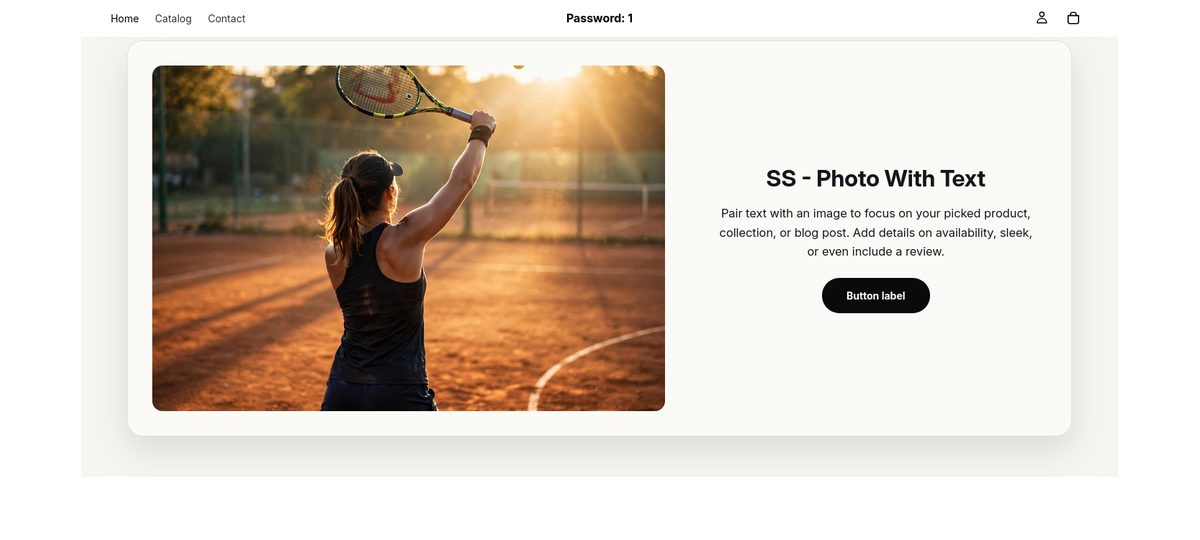 Home Catalog Contact Password: 1
SS - Photo With Text
Pair text with an image to focus on your picked product,
collection, or blog post. Add details on availability, sleek,
or even include a review.
Button label